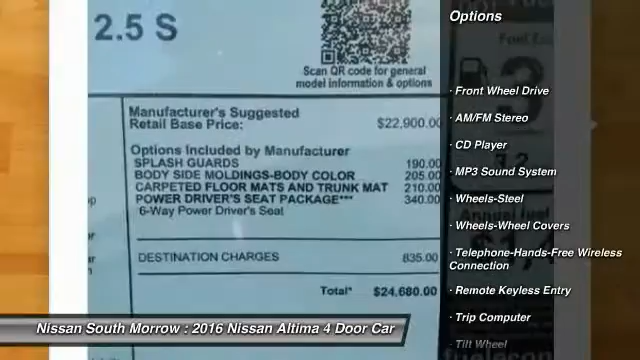 2.5 S
Scan QR code for general
model information & options
Manufacturer's Suggested
Retail Base Price: $22,900.00
Options Included by Manufacturer
SPLASH GUARDS 190.00
BODY SIDE MOLDINGS-BODY COLOR 205.00
CARPETED FLOOR MATS AND TRUNK MAT 210.00
POWER DRIVER'S SEAT PACKAGE*** 340.00
6-Way Power Driver's Seat
DESTINATION CHARGES 835.00
Total* $24,680.00
Options
· Front Wheel Drive
· AM/FM Stereo
· CD Player
· MP3 Sound System
· Wheels-Steel
· Wheels-Wheel Covers
· Telephone-Hands-Free Wireless
Connection
· Remote Keyless Entry
· Trip Computer
· Tilt Wheel
Nissan South Morrow : 2016 Nissan Altima 4 Door Car